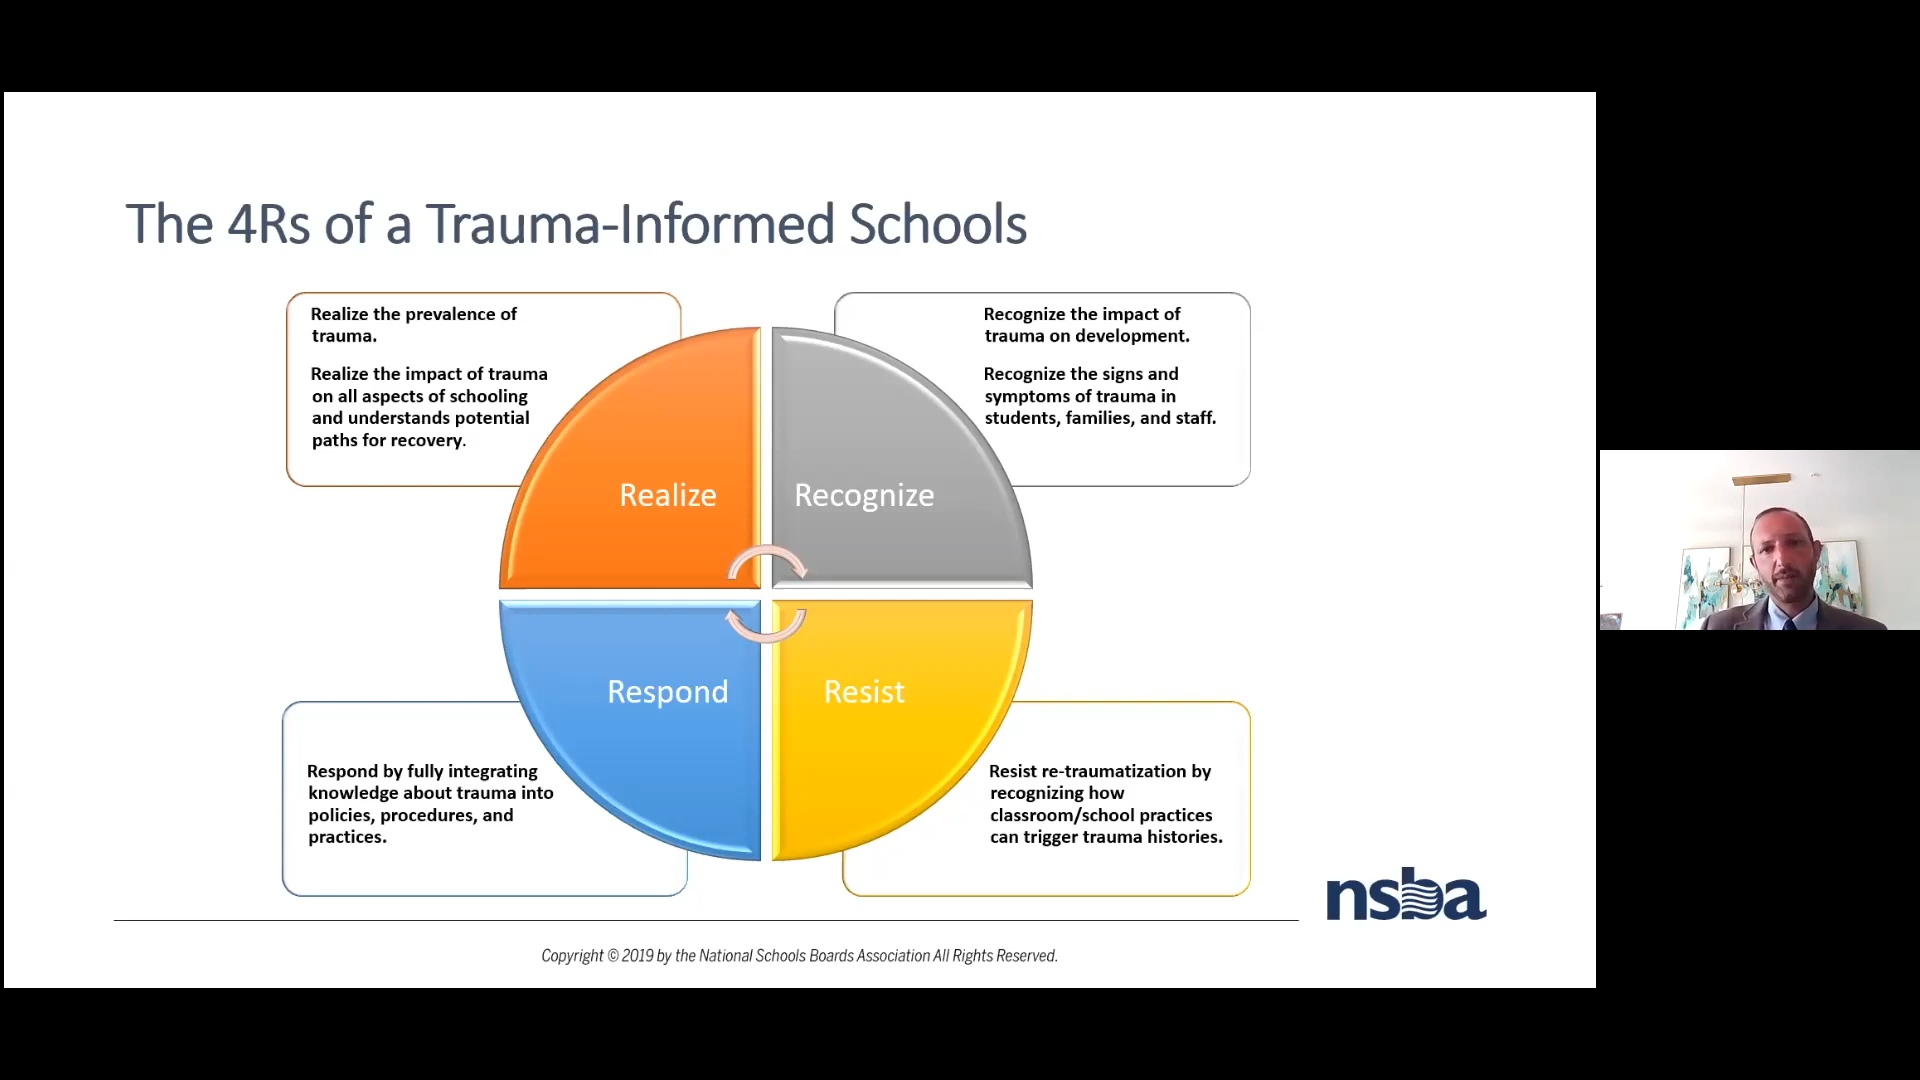 The 4Rs of a Trauma-Informed Schools
Realize the prevalence of
trauma.
Realize the impact of trauma
on all aspects of schooling
and understands potential
paths for recovery.
Recognize the impact of
trauma on development.
Recognize the signs and
symptoms of trauma in
students, families, and staff.
Realize
Recognize
Respond
Resist
Respond by fully integrating
knowledge about trauma into
policies, procedures, and
practices.
Resist re-traumatization by
recognizing how
classroom/school practices
can trigger trauma histories.
nsba
Copyright © 2019 by the National Schools Boards Association All Rights Reserved.